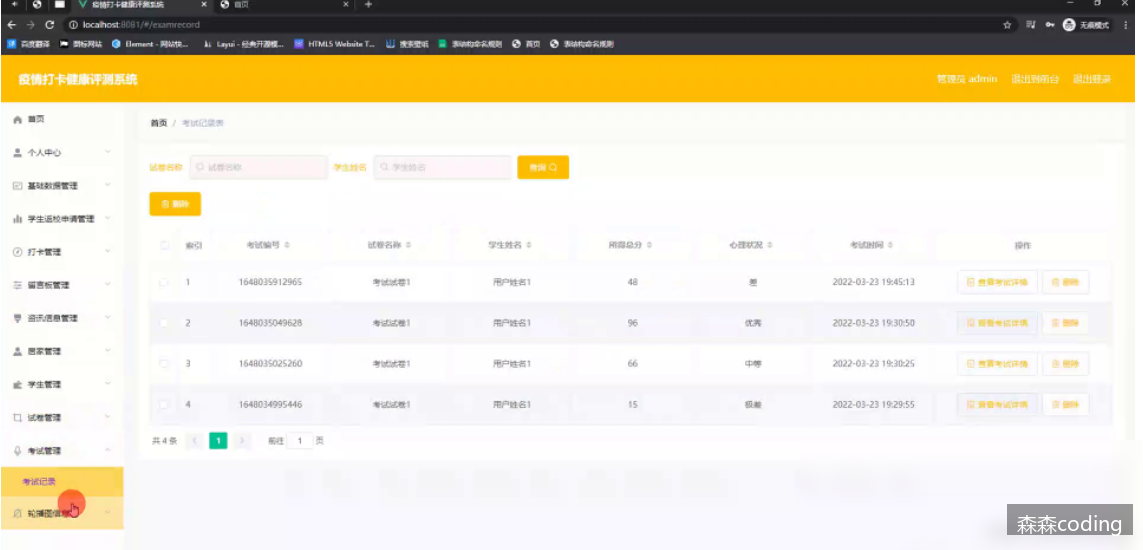 疫情打卡健康评测系统
首页
localhost:8081/#/examrecord
无痕模式
百度翻译
图标网站
Element - 网站快...
Layui - 经典开源模...
HTML5 Website T...
搜索壁纸
表结构命名规则
首页
表结构命名规则
疫情打卡健康评测系统
管理员 admin
退出到前台
退出登录
首页
个人中心
基础数据管理
学生返校申请管理
打卡管理
留言板管理
资讯信息管理
居家管理
学生管理
试卷管理
考试管理
考试记录
轮播图信息
首页 / 考试记录表
试卷名称 试卷名称 学生姓名 学生姓名 查询
删除
索引 考试编号 试卷名称 学生姓名 所得总分 心理状况 考试时间 操作
1 1648035912965 考试试卷1 用户姓名1 48 差 2022-03-23 19:45:13 查看考试详情 删除
2 1648035049628 考试试卷1 用户姓名1 96 优秀 2022-03-23 19:30:50 查看考试详情 删除
3 1648035025260 考试试卷1 用户姓名1 66 中等 2022-03-23 19:30:25 查看考试详情 删除
4 1648034995446 考试试卷1 用户姓名1 15 极差 2022-03-23 19:29:55 查看考试详情 删除
共 4 条 1 前往 1 页
森森coding